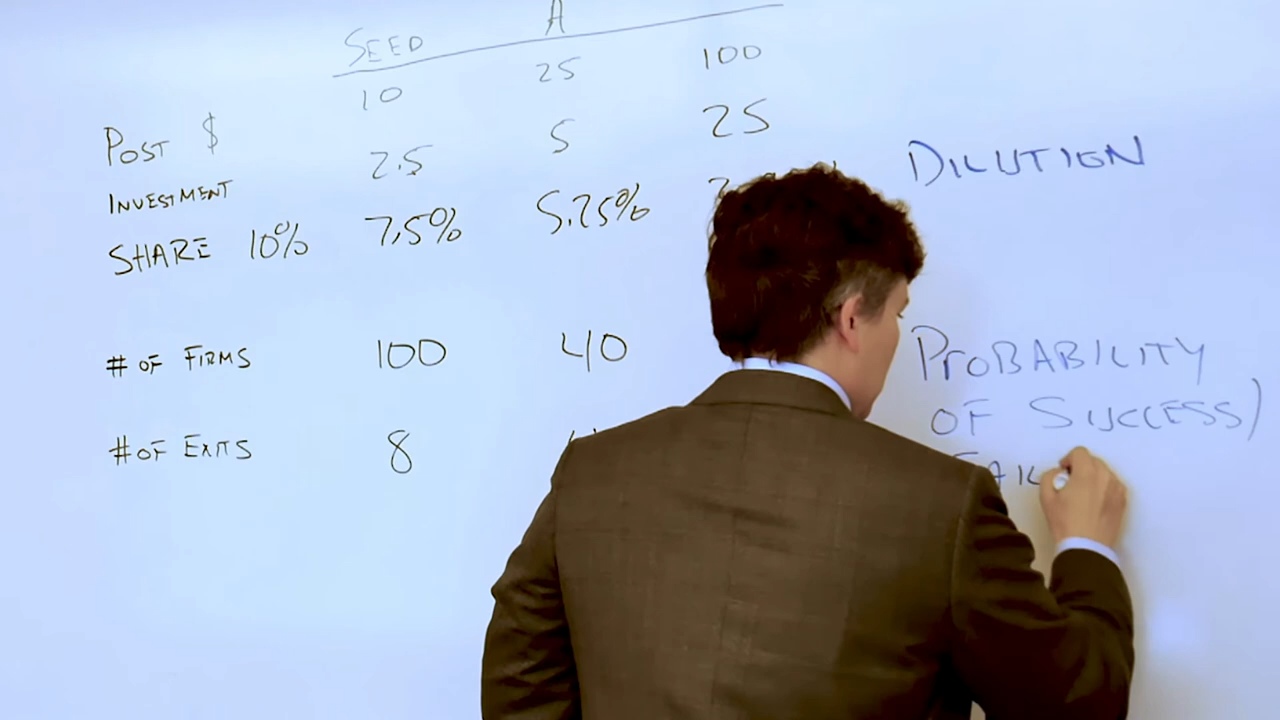 SEED A
10 25 100
POST $ 2.5 5 25
INVESTMENT
SHARE 10% 7.5% 5.25%
# OF FIRMS 100 40
# OF EXITS 8
DILUTION
PROBABILITY
OF SUCCESS/